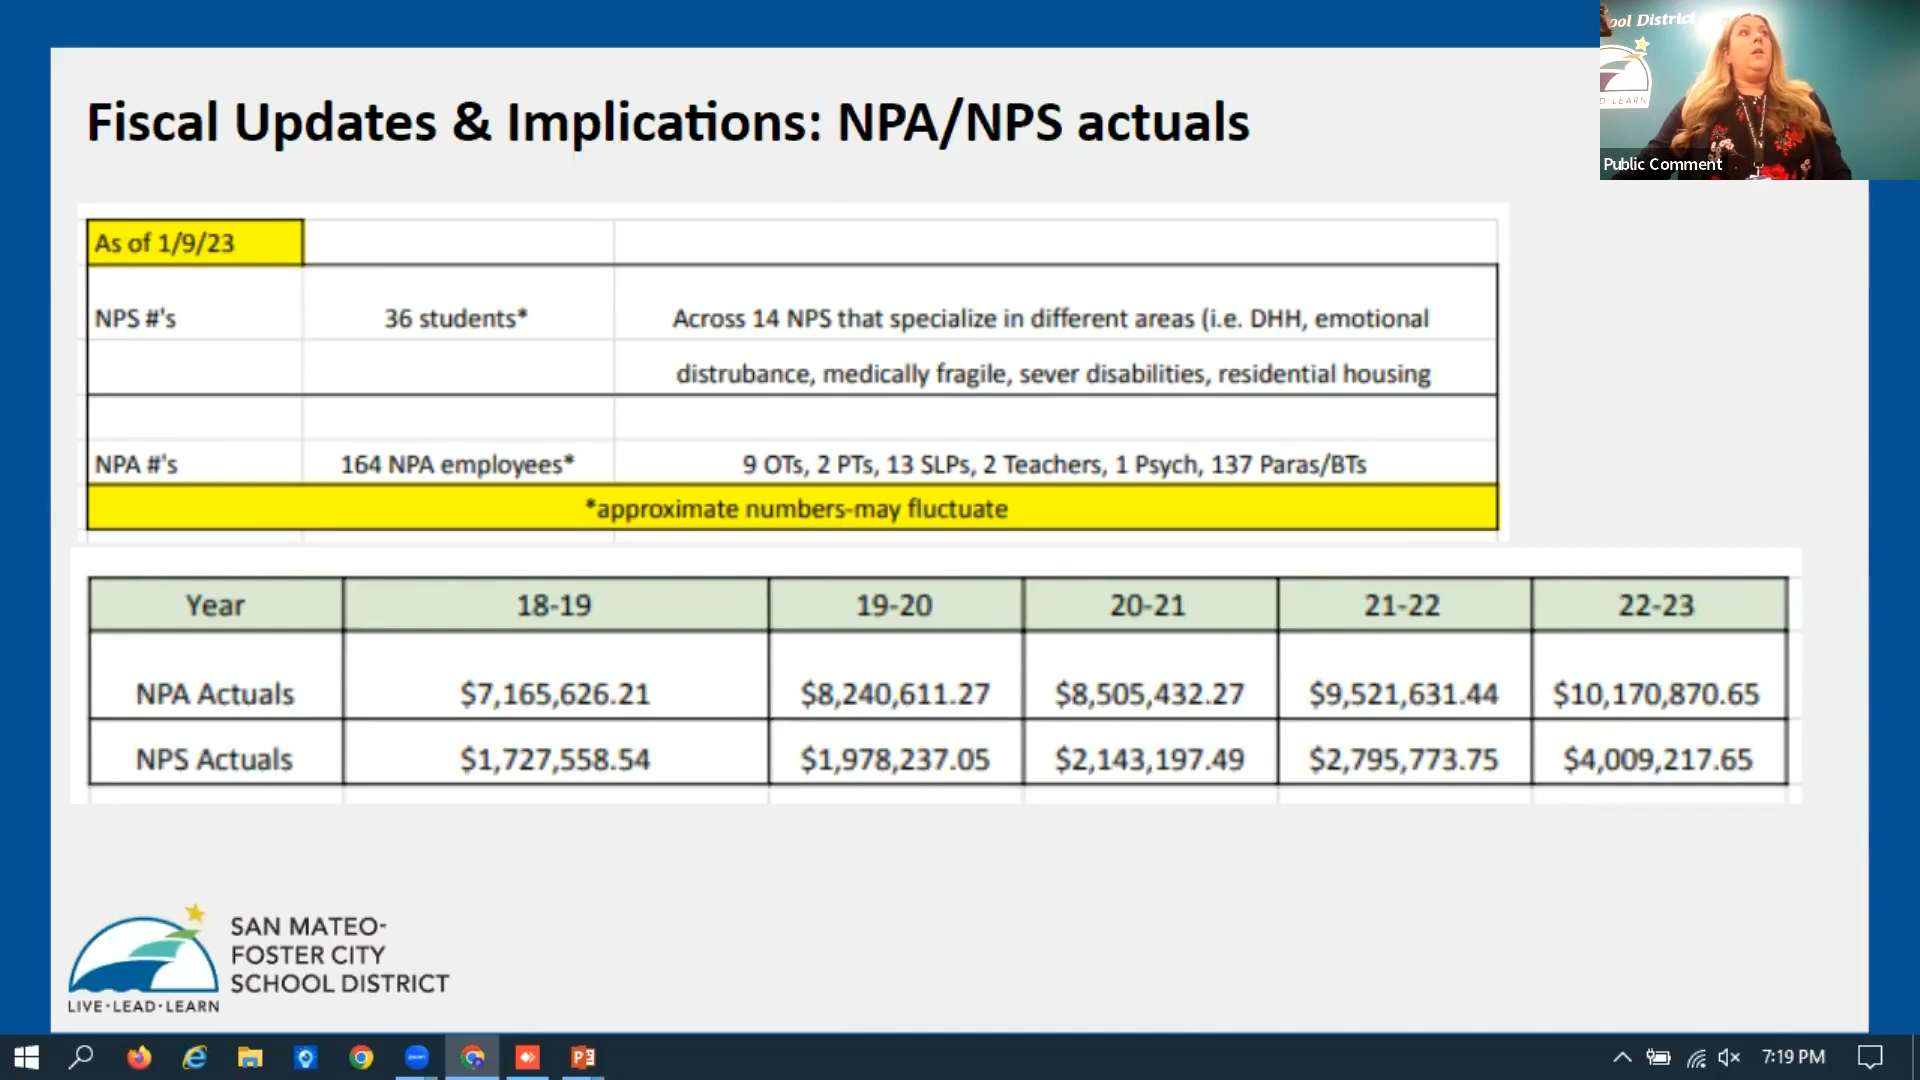 Fiscal Updates & Implications: NPA/NPS actuals
ool District
D·LEARN
Public Comment
As of 1/9/23
NPS #'s 36 students* Across 14 NPS that specialize in different areas (i.e. DHH, emotional
distrubance, medically fragile, sever disabilities, residential housing
NPA #'s 164 NPA employees* 9 OTs, 2 PTs, 13 SLPs, 2 Teachers, 1 Psych, 137 Paras/BTs
*approximate numbers-may fluctuate
Year 18-19 19-20 20-21 21-22 22-23
NPA Actuals $7,165,626.21 $8,240,611.27 $8,505,432.27 $9,521,631.44 $10,170,870.65
NPS Actuals $1,727,558.54 $1,978,237.05 $2,143,197.49 $2,795,773.75 $4,009,217.65
SAN MATEO-
FOSTER CITY
SCHOOL DISTRICT
LIVE·LEAD·LEARN
7:19 PM